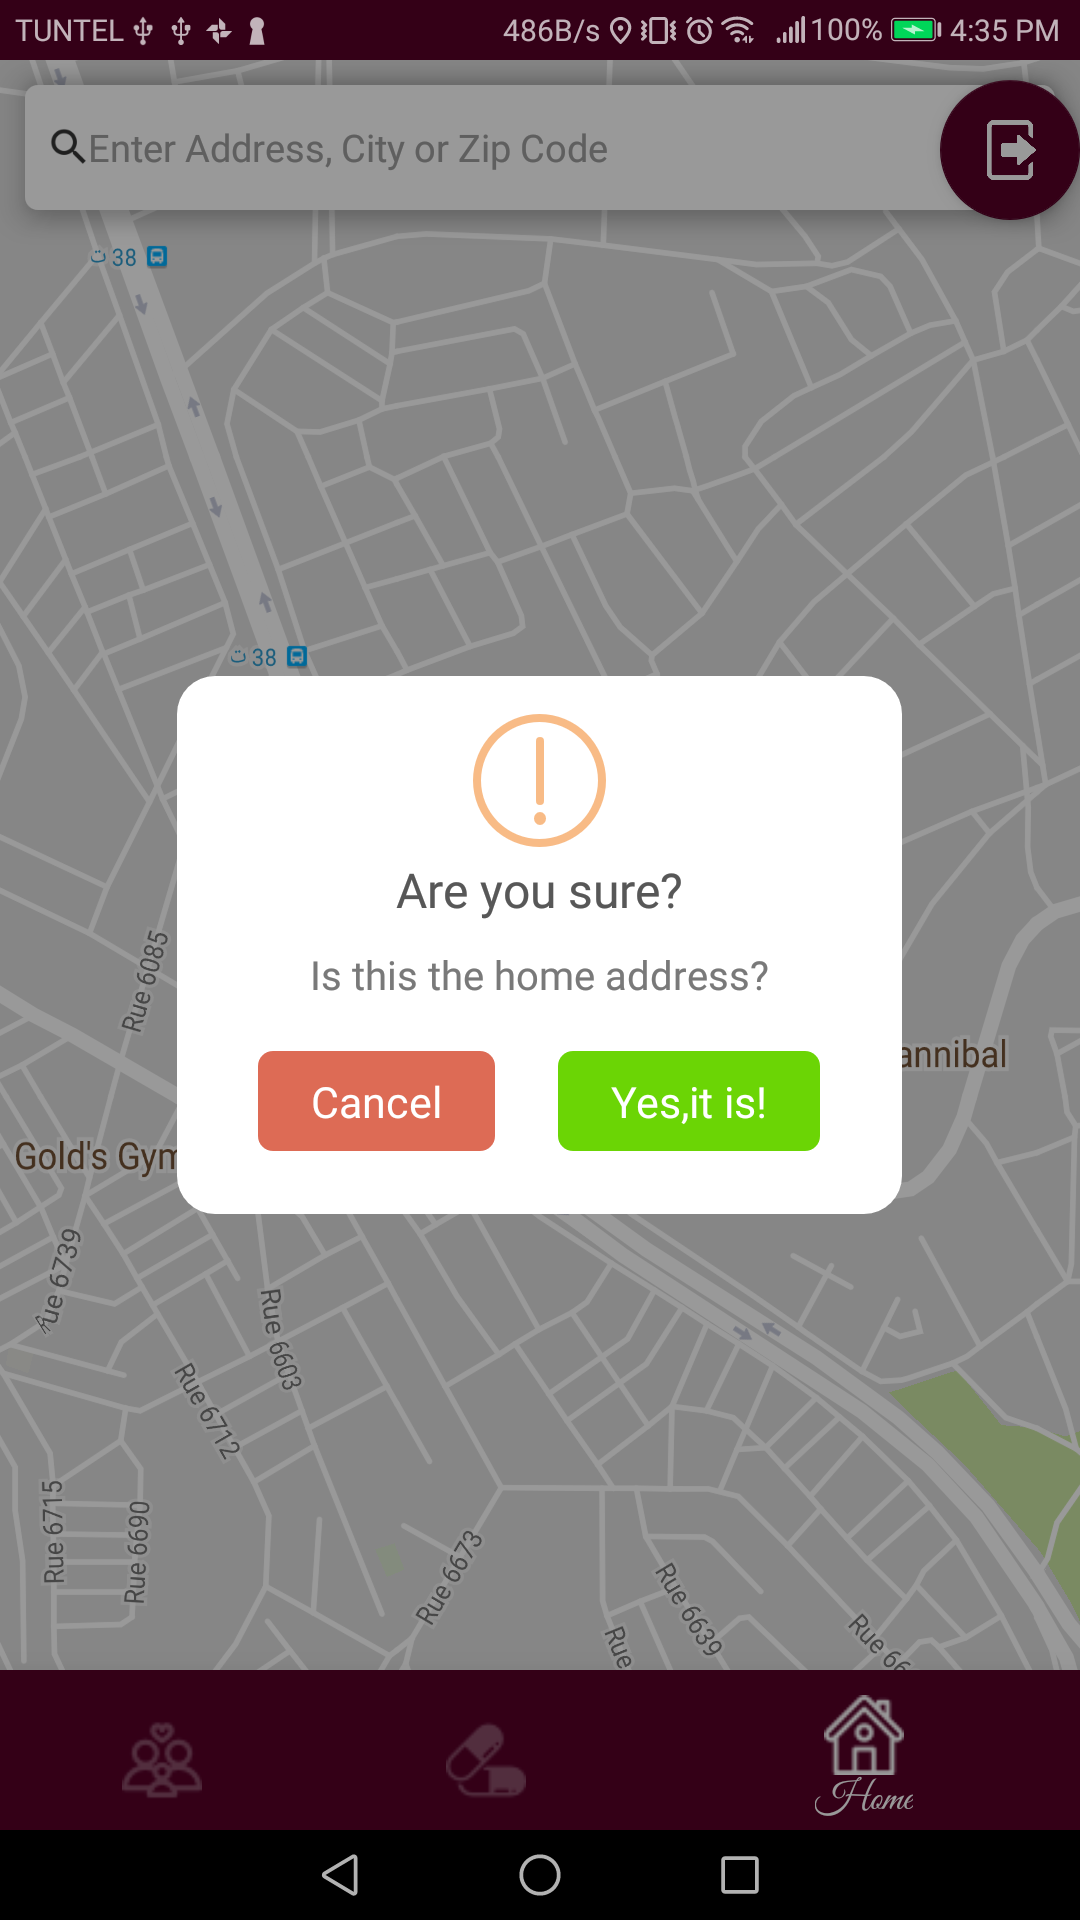 TUNTEL 486B/s 100% 4:35 PM
Enter Address, City or Zip Code
38 ت
38 ت
Are you sure?
Is this the home address?
Rue 6085
annibal
Cancel Yes,it is!
Gold's Gym
Rue 6739
Rue 6603
Rue 6712
Rue 6715
Rue 6690
Rue 6673
Rue 6639
Rue
Rue 66
Home